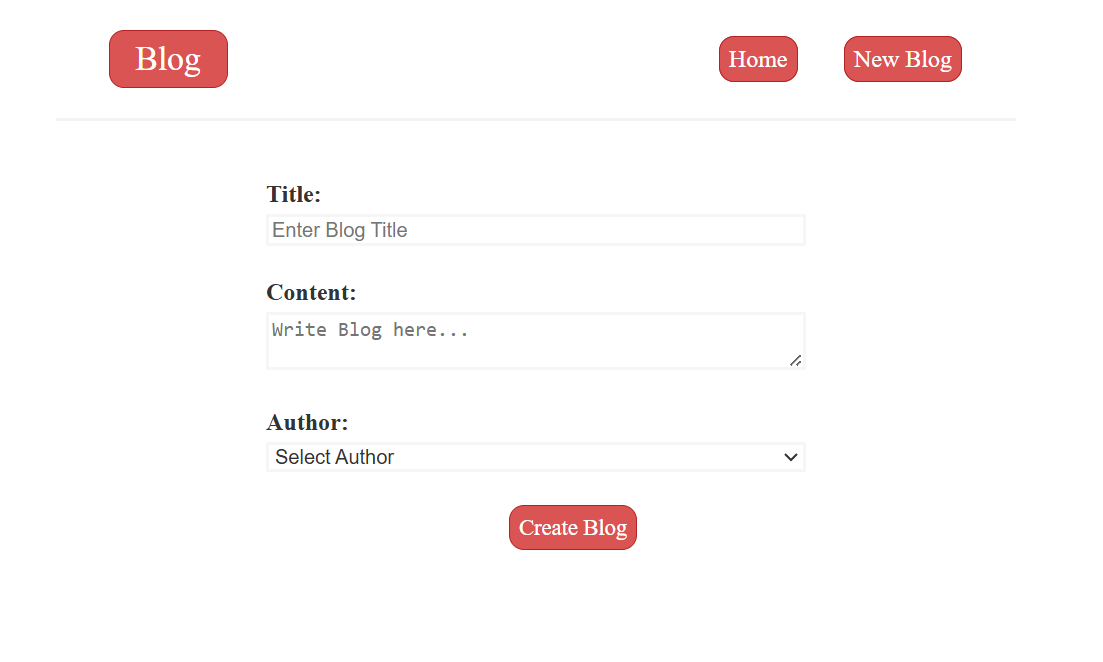 Blog
Home
New Blog
Title:
Enter Blog Title
Content:
Write Blog here...
Author:
Select Author
Create Blog